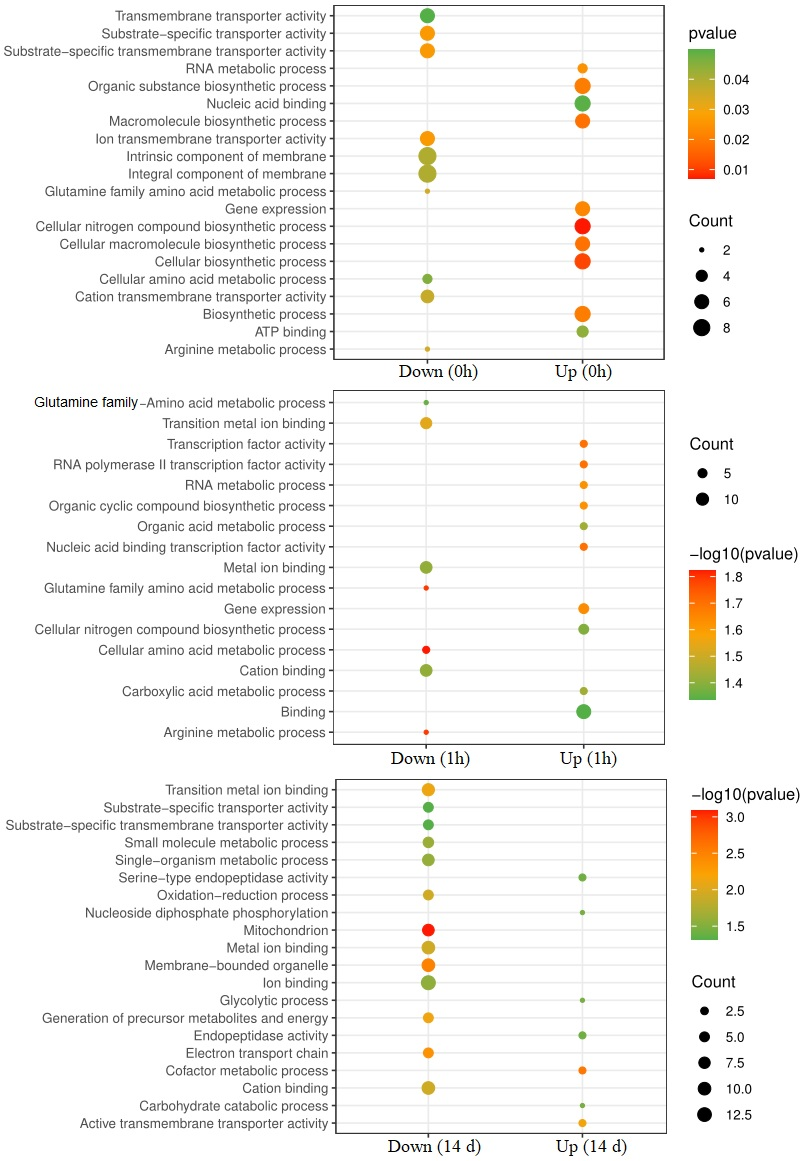 Transmembrane transporter activity
Substrate−specific transporter activity
Substrate−specific transmembrane transporter activity
RNA metabolic process
Organic substance biosynthetic process
Nucleic acid binding
Macromolecule biosynthetic process
Ion transmembrane transporter activity
Intrinsic component of membrane
Integral component of membrane
Glutamine family amino acid metabolic process
Gene expression
Cellular nitrogen compound biosynthetic process
Cellular macromolecule biosynthetic process
Cellular biosynthetic process
Cellular amino acid metabolic process
Cation transmembrane transporter activity
Biosynthetic process
ATP binding
Arginine metabolic process
Down (0h) Up (0h)
pvalue
0.04
0.03
0.02
0.01
Count
2
4
6
8
Glutamine family−Amino acid metabolic process
Transition metal ion binding
Transcription factor activity
RNA polymerase II transcription factor activity
RNA metabolic process
Organic cyclic compound biosynthetic process
Organic acid metabolic process
Nucleic acid binding transcription factor activity
Metal ion binding
Glutamine family amino acid metabolic process
Gene expression
Cellular nitrogen compound biosynthetic process
Cellular amino acid metabolic process
Cation binding
Carboxylic acid metabolic process
Binding
Arginine metabolic process
Down (1h) Up (1h)
Count
5
10
−log10(pvalue)
1.8
1.7
1.6
1.5
1.4
Transition metal ion binding
Substrate−specific transporter activity
Substrate−specific transmembrane transporter activity
Small molecule metabolic process
Single−organism metabolic process
Serine−type endopeptidase activity
Oxidation−reduction process
Nucleoside diphosphate phosphorylation
Mitochondrion
Metal ion binding
Membrane−bounded organelle
Ion binding
Glycolytic process
Generation of precursor metabolites and energy
Endopeptidase activity
Electron transport chain
Cofactor metabolic process
Cation binding
Carbohydrate catabolic process
Active transmembrane transporter activity
Down (14 d) Up (14 d)
−log10(pvalue)
3.0
2.5
2.0
1.5
Count
2.5
5.0
7.5
10.0
12.5